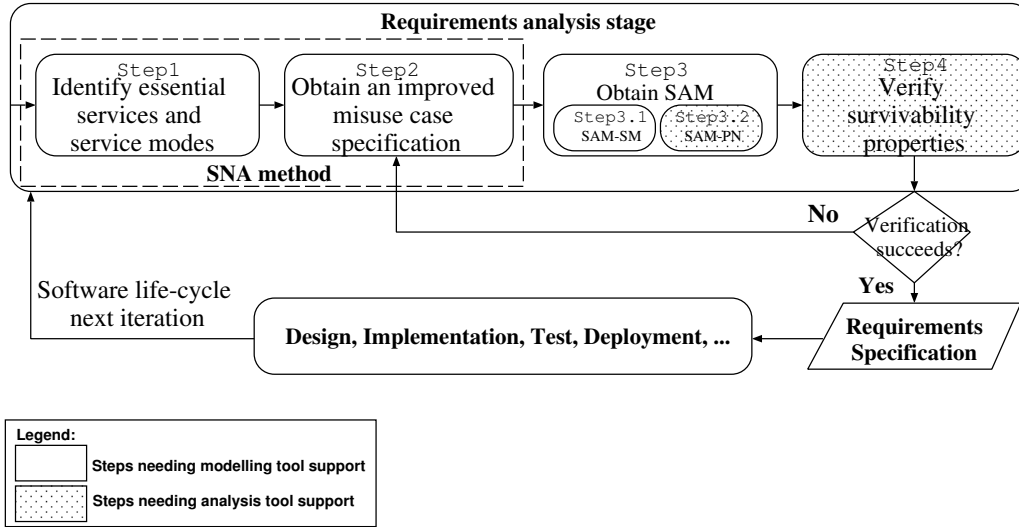 Requirements analysis stage
Step1
Identify essential
services and
service modes
Step2
Obtain an improved
misuse case
specification
SNA method
Step3
Obtain SAM
Step3.1
SAM-SM
Step3.2
SAM-PN
Step4
Verify
survivability
properties
No
Verification
succeeds?
Yes
Requirements
Specification
Design, Implementation, Test, Deployment, ...
Software life-cycle
next iteration
Legend:
Steps needing modelling tool support
Steps needing analysis tool support